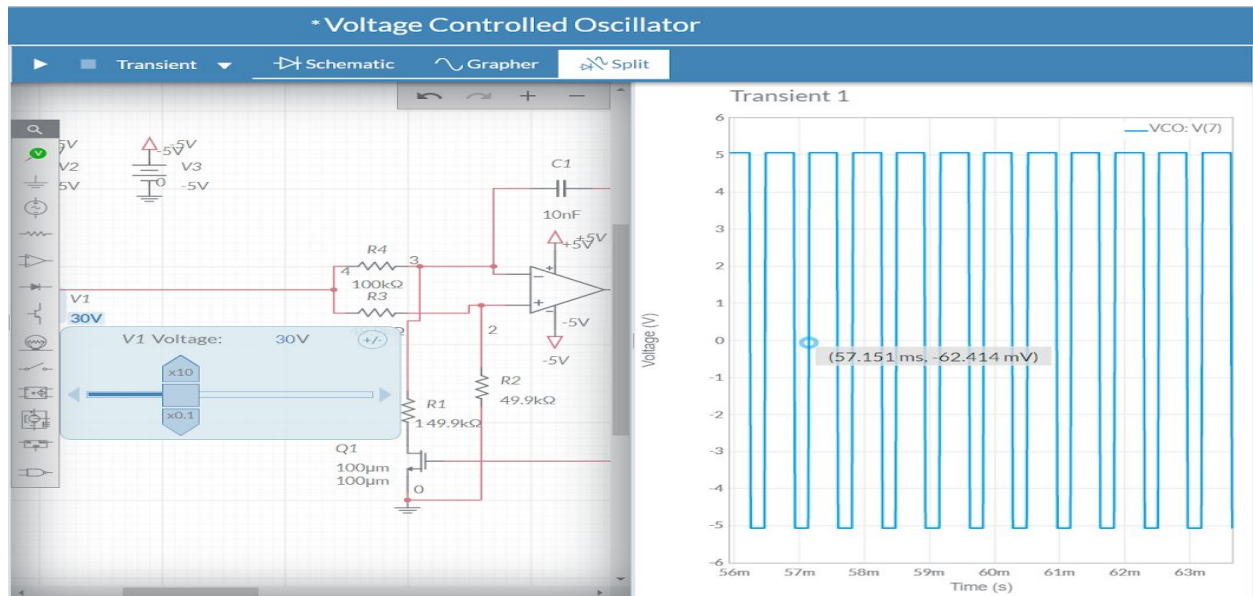 * Voltage Controlled Oscillator
Transient
Schematic
Grapher
Split
5V
V2
5V
-5V
-5V
V3
0
-5V
C1
10nF
+5V
+5V
R4
4
3
100kΩ
R3
2
-5V
-5V
V1
30V
V1 Voltage: 30V +/-
x10
x0.1
R2
49.9kΩ
R1
1 49.9kΩ
Q1
100µm
100µm
0
Transient 1
VCO: V(7)
6
5
4
3
2
1
0
-1
-2
-3
-4
-5
-6
Voltage (V)
(57.151 ms, -62.414 mV)
56m 57m 58m 59m 60m 61m 62m 63m
Time (s)